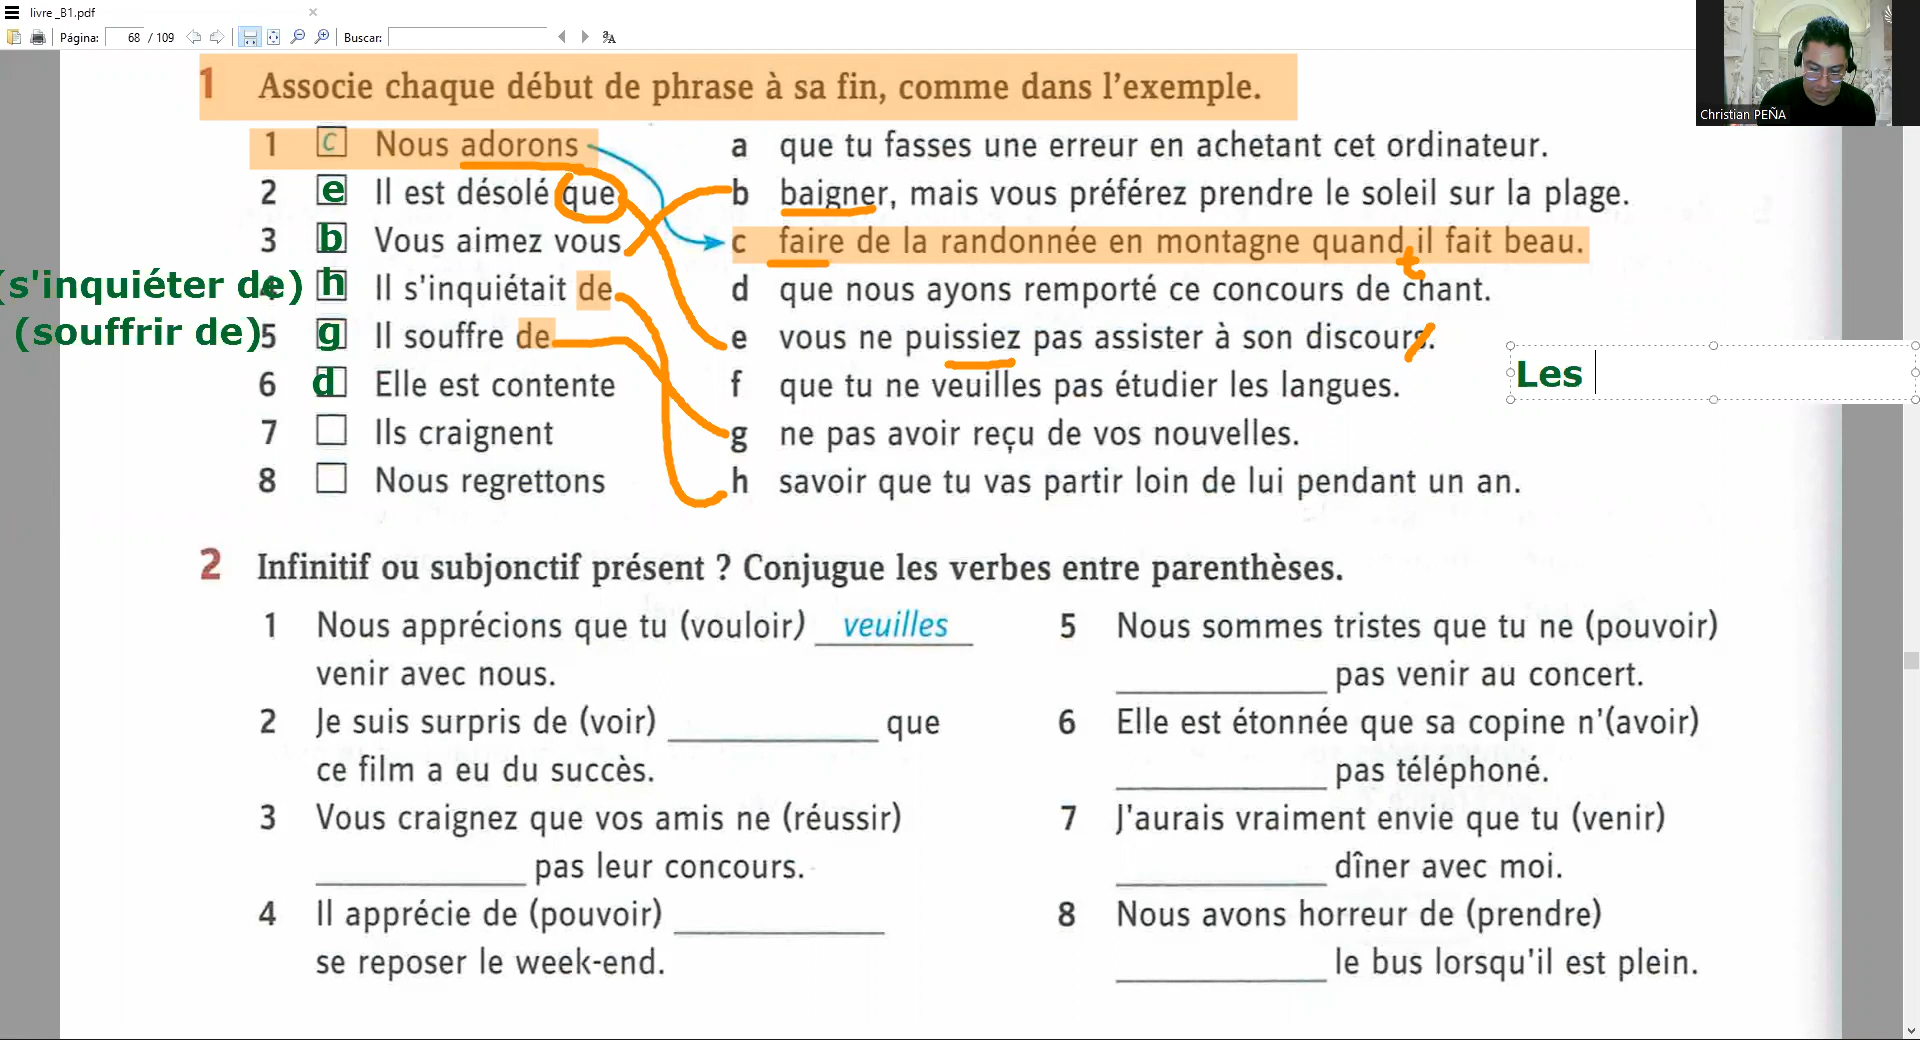 livre_B1.pdf
Página: 68 / 109 Buscar:
Christian PEÑA
1 Associe chaque début de phrase à sa fin, comme dans l'exemple.
1 c Nous adorons
2 e Il est désolé que
3 b Vous aimez vous
(s'inquiéter de) h Il s'inquiétait de
(souffrir de) 5 g Il souffre de
6 d Elle est contente
7 Ils craignent
8 Nous regrettons
a que tu fasses une erreur en achetant cet ordinateur.
b baigner, mais vous préférez prendre le soleil sur la plage.
c faire de la randonnée en montagne quand il fait beau.
t
d que nous ayons remporté ce concours de chant.
e vous ne puissiez pas assister à son discours.
f que tu ne veuilles pas étudier les langues.
g ne pas avoir reçu de vos nouvelles.
h savoir que tu vas partir loin de lui pendant un an.
Les
2 Infinitif ou subjonctif présent ? Conjugue les verbes entre parenthèses.
1 Nous apprécions que tu (vouloir) veuilles
venir avec nous.
2 Je suis surpris de (voir) ____________ que
ce film a eu du succès.
3 Vous craignez que vos amis ne (réussir)
____________ pas leur concours.
4 Il apprécie de (pouvoir) ____________
se reposer le week-end.
5 Nous sommes tristes que tu ne (pouvoir)
____________ pas venir au concert.
6 Elle est étonnée que sa copine n'(avoir)
____________ pas téléphoné.
7 J'aurais vraiment envie que tu (venir)
____________ dîner avec moi.
8 Nous avons horreur de (prendre)
____________ le bus lorsqu'il est plein.